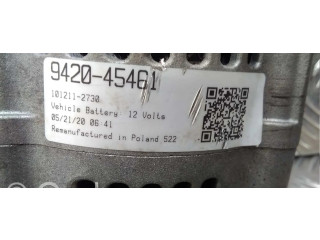 9420-45461
101211-2730
Vehicle Battery 12 Volts
05/21/20 06:41
Remanufactured in Poland 522